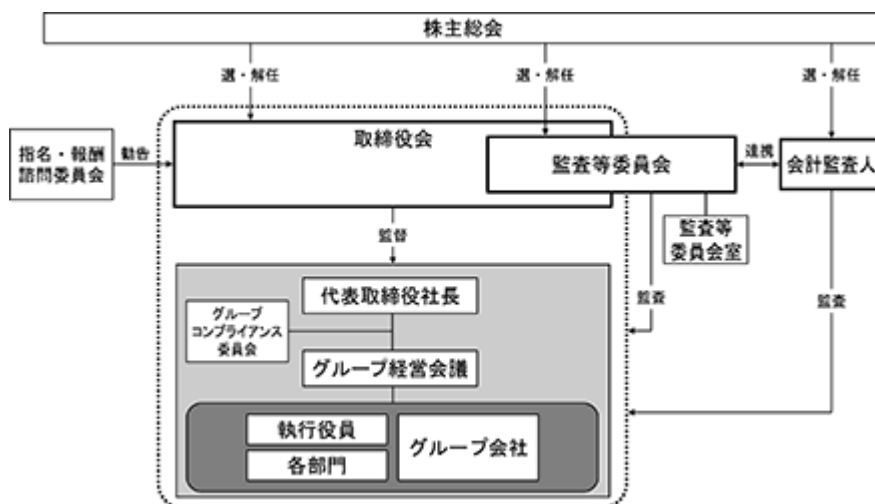 株主総会
選・解任
選・解任
選・解任
取締役会
指名・報酬
諮問委員会
勧告
監査等委員会
連携
会計監査人
監査等
委員会室
監督
監査
監査
代表取締役社長
グループ
コンプライアンス
委員会
グループ経営会議
執行役員
各部門
グループ会社